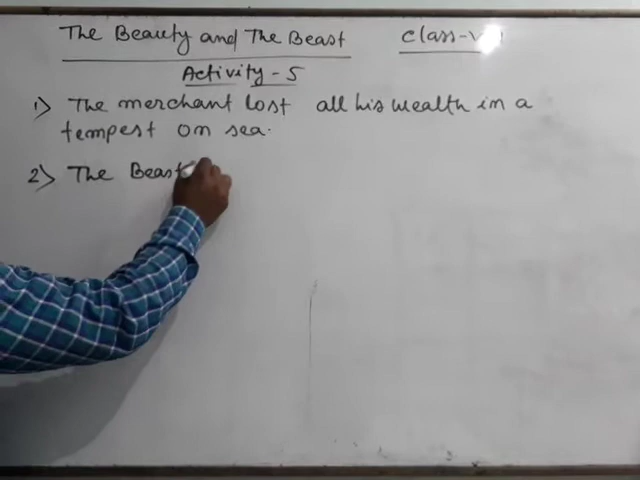 The Beauty and The Beast Class-V
Activity - 5
1) The merchant lost all his wealth in a
tempest on sea.
2) The Beast